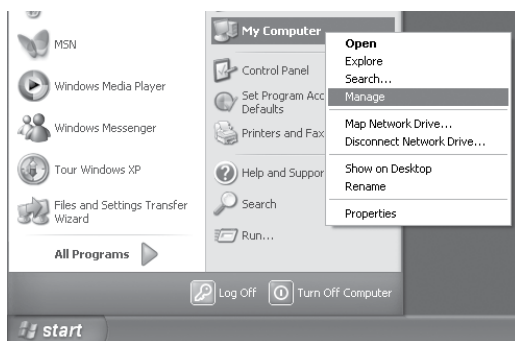 MSN
Windows Media Player
Windows Messenger
Tour Windows XP
Files and Settings Transfer
Wizard
All Programs
My Computer
Control Panel
Set Program Acc
Defaults
Printers and Fax
Help and Suppor
Search
Run...
Open
Explore
Search...
Manage
Map Network Drive...
Disconnect Network Drive...
Show on Desktop
Rename
Properties
Log Off
Turn Off Computer
start